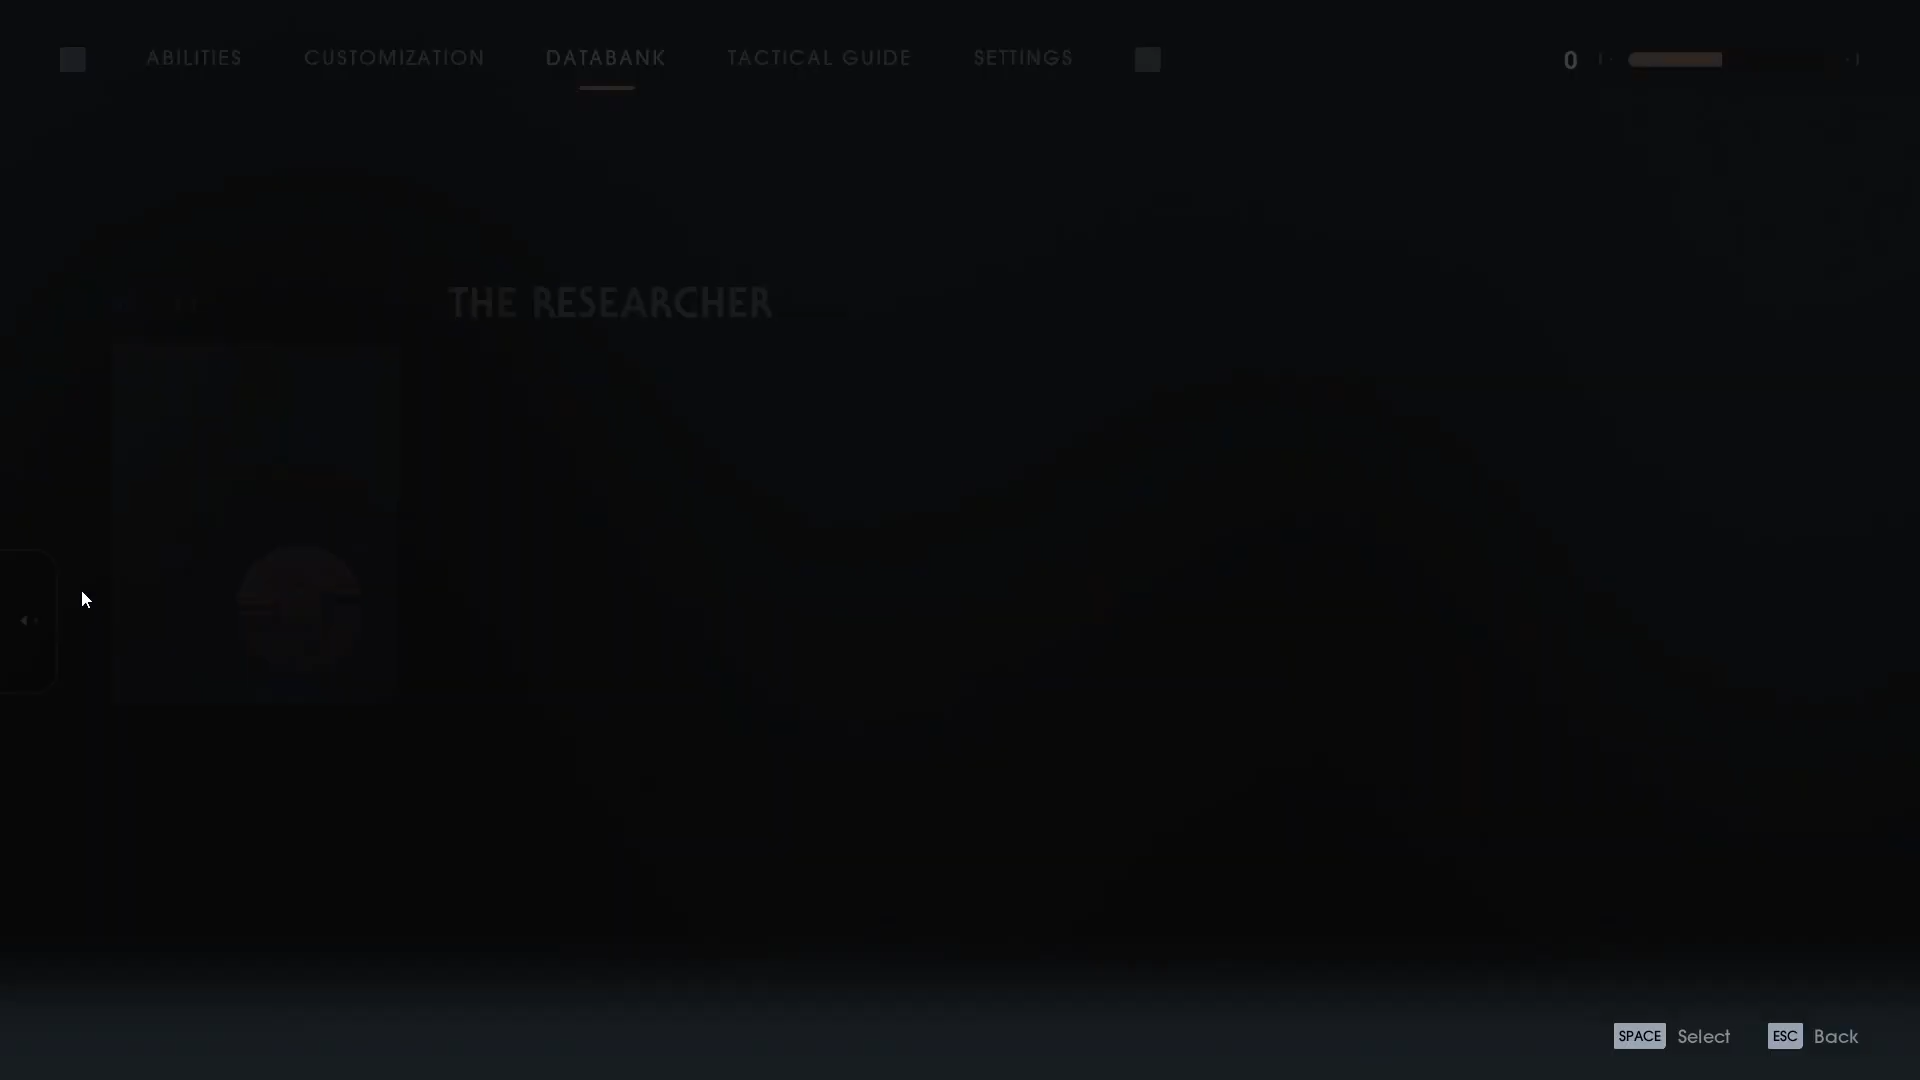 ABILITIES CUSTOMIZATION DATABANK TACTICAL GUIDE SETTINGS 0
THE RESEARCHER
SPACE Select ESC Back